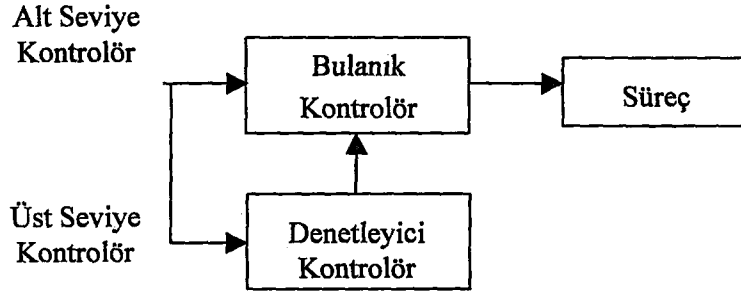 Alt Seviye
Kontrolör
Bulanık
Kontrolör
Süreç
Üst Seviye
Kontrolör
Denetleyici
Kontrolör